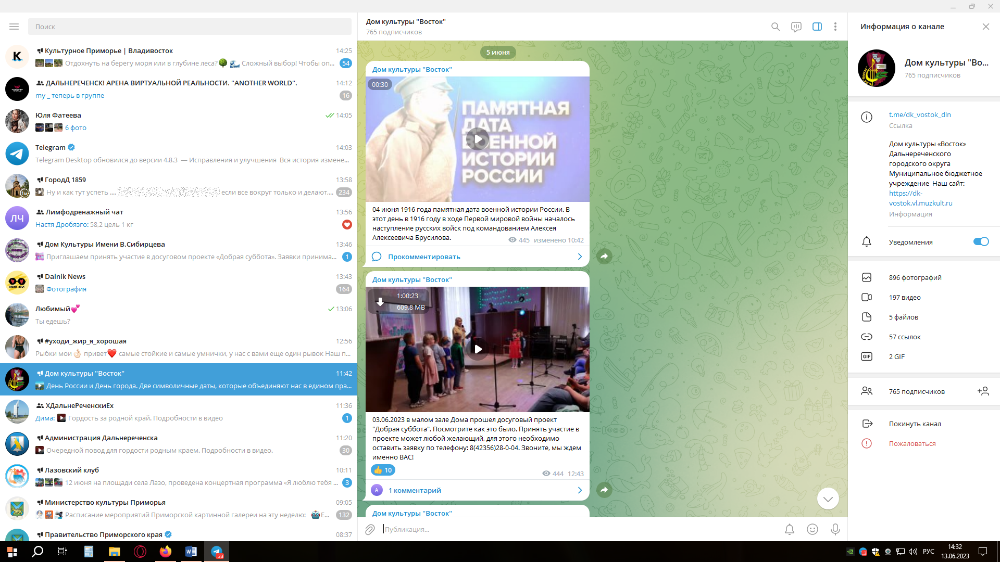 Поиск
Культурное Приморье | Владивосток
14:25
Отдохнуть на берегу моря или в глубине леса? Сложный выбор! Чтобы оп...
54
ДАЛЬНЕРЕЧЕНСК! АРЕНА ВИРТУАЛЬНОЙ РЕАЛЬНОСТИ. "ANOTHER WORLD".
14:12
my _ теперь в группе
16
Юля Фатеева
14:05
6 фото
Telegram
14:03
Telegram Desktop обновился до версии 4.8.3 — Исправления и улучшения Вся история измене...
ГородД 1859
13:58
1м
Ну и как тут успеть ....
если все вокруг только и делают,...
234
ЛЧ
Лимфодренажный чат
13:56
Настя Дробязго: 58,2 цель 1 кг
Дом Культуры Имени В.Сибирцева
13:46
Приглашаем принять участие в досуговом проекте «Добрая суббота». Заявки принима...
1
Dalnik News
13:43
Фотография
164
Любимый
13:06
Ты едешь?
#уходи_жир_я_хорошая
12:56
Рыбки мои привет самые стойкие и самые умнички, у нас с вами еще один рывок Наш п...
Дом культуры "Восток"
11:42
День России и День города. Две символичные даты, которые объединяют нас в едином пра...
ХДальнеРеченскиЕх
11:36
Дима: Гордость за родной край. Подробности в видео
1
Администрация Дальнереченска
11:20
Очередной повод для гордости родным краем. Подробности в видео.
30
Лазовский клуб
10:11
12 июня на площади села Лазо, проведена концертная программа «Я люблю тебя ...
3
Министерство культуры Приморья
09:05
Расписание мероприятий Приморской картинной галереи на эту неделю: Е...
132
Правительство Приморского края
08:37
Дом культуры "Восток"
765 подписчиков
5 июня
Дом культуры "Восток"
00:30
ПАМЯТНАЯ
ДАТА
ВОЕННОЙ
ИСТОРИИ
РОССИИ
04 июня 1916 года памятная дата военной истории России. В
этот день в 1916 году в ходе Первой мировой войны началось
наступление русских войск под командованием Алексея
Алексеевича Брусилова.
445 изменено 10:42
Прокомментировать
Дом культуры "Восток"
1:00:23
609.8 MB
03.06.2023 в малом зале Дома прошел досуговый проект
"Добрая суббота". Посмотрите как это было. Принять участие в
проекте может любой желающий, для этого необходимо
оставить заявку по телефону: 8(42356)28-0-04. Звоните, мы ждем
именно ВАС!
10
444 12:43
А
1 комментарий
Дом культуры "Восток"
Публикация...
Информация о канале
Дом культуры "Во...
765 подписчиков
t.me/dk_vostok_dln
Ссылка
Дом культуры «Восток»
Дальнереченского
городского округа
Муниципальное бюджетное
учреждение Наш сайт:
https://dk-
vostok.vl.muzkult.ru
Информация
Уведомления
896 фотографий
197 видео
5 файлов
57 ссылок
GIF
2 GIF
765 подписчиков
Покинуть канал
Пожаловаться
23
РУС
14:32
13.06.2023